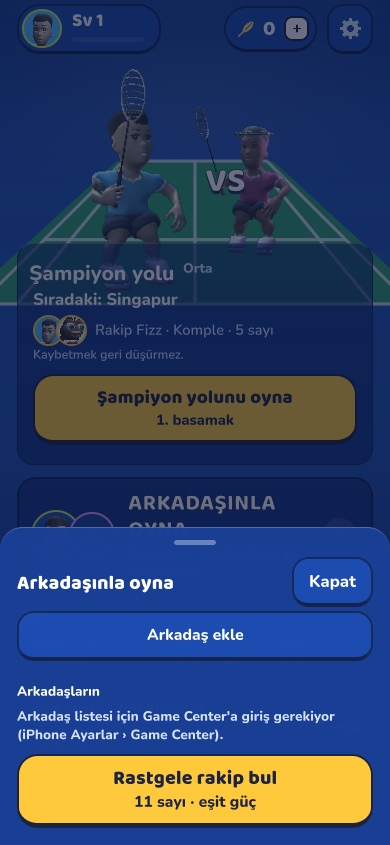 Sv 1
0
+
VS
Şampiyon yolu Orta
Sıradaki: Singapur
Rakip Fizz · Komple · 5 sayı
Kaybetmek geri düşürmez.
Şampiyon yolunu oyna
1. basamak
ARKADAŞINLA
OYNA
Arkadaşınla oyna
Kapat
Arkadaş ekle
Arkadaşların
Arkadaş listesi için Game Center'a giriş gerekiyor
(iPhone Ayarlar › Game Center).
Rastgele rakip bul
11 sayı · eşit güç